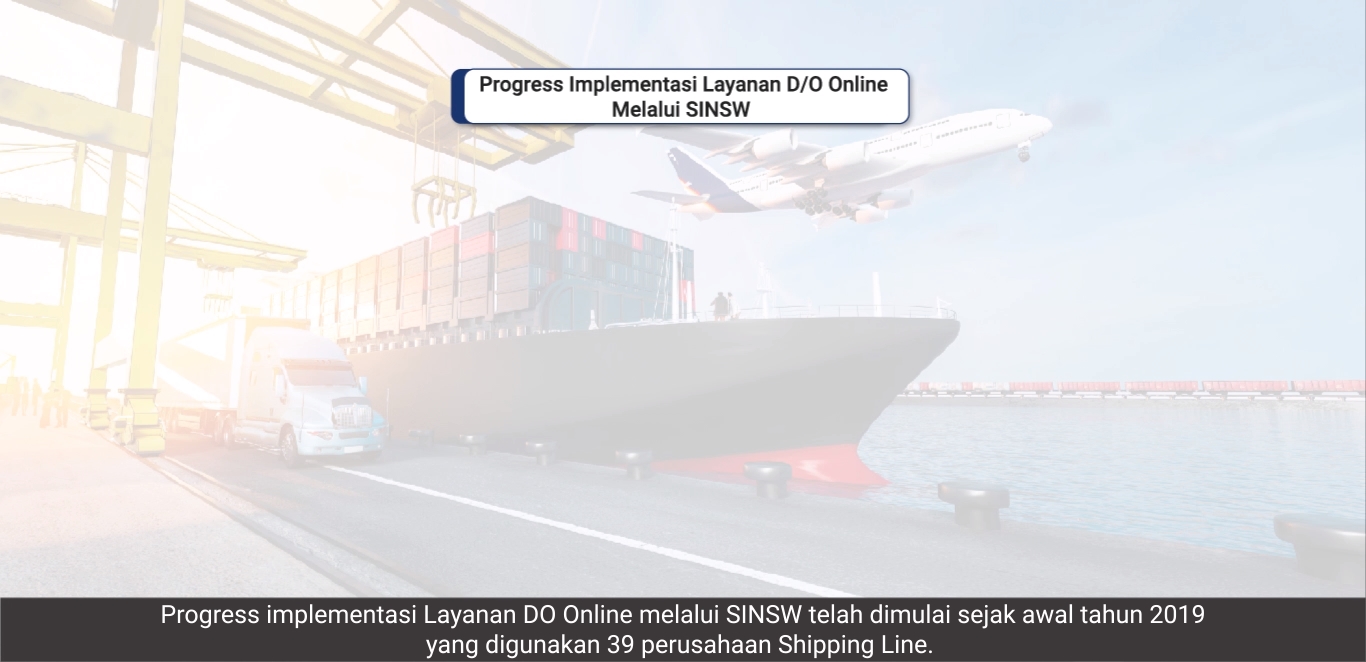 Progress Implementasi Layanan D/O Online
Melalui SINSW
Progress implementasi Layanan DO Online melalui SINSW telah dimulai sejak awal tahun 2019
yang digunakan 39 perusahaan Shipping Line.